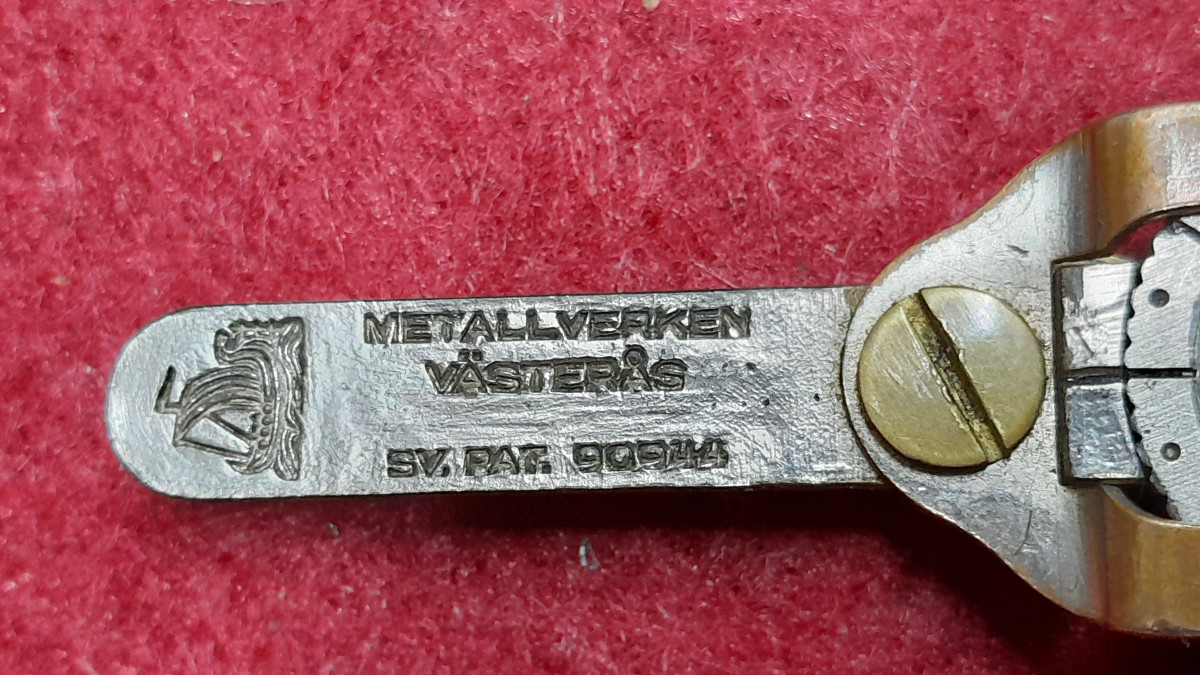 METALLVERKEN
VÄSTERÅS
SV. PAT. 90944